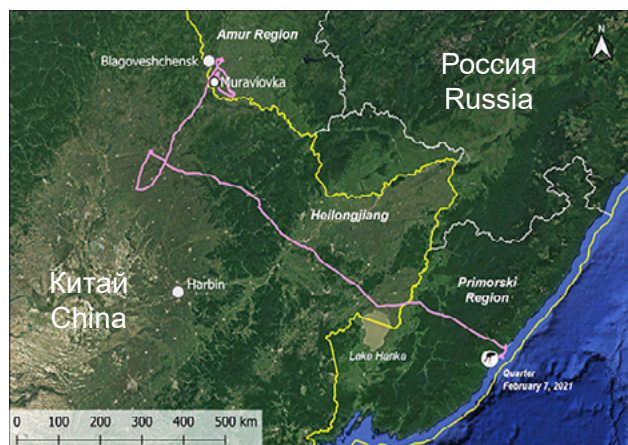 Amur Region
N
Blagoveshchensk
Muraviovka
Россия
Russia
Heilongjiang
Китай
China
Harbin
Primorski
Region
Lake Hanka
Quarter
February 7, 2021
0 100 200 300 400 500 km